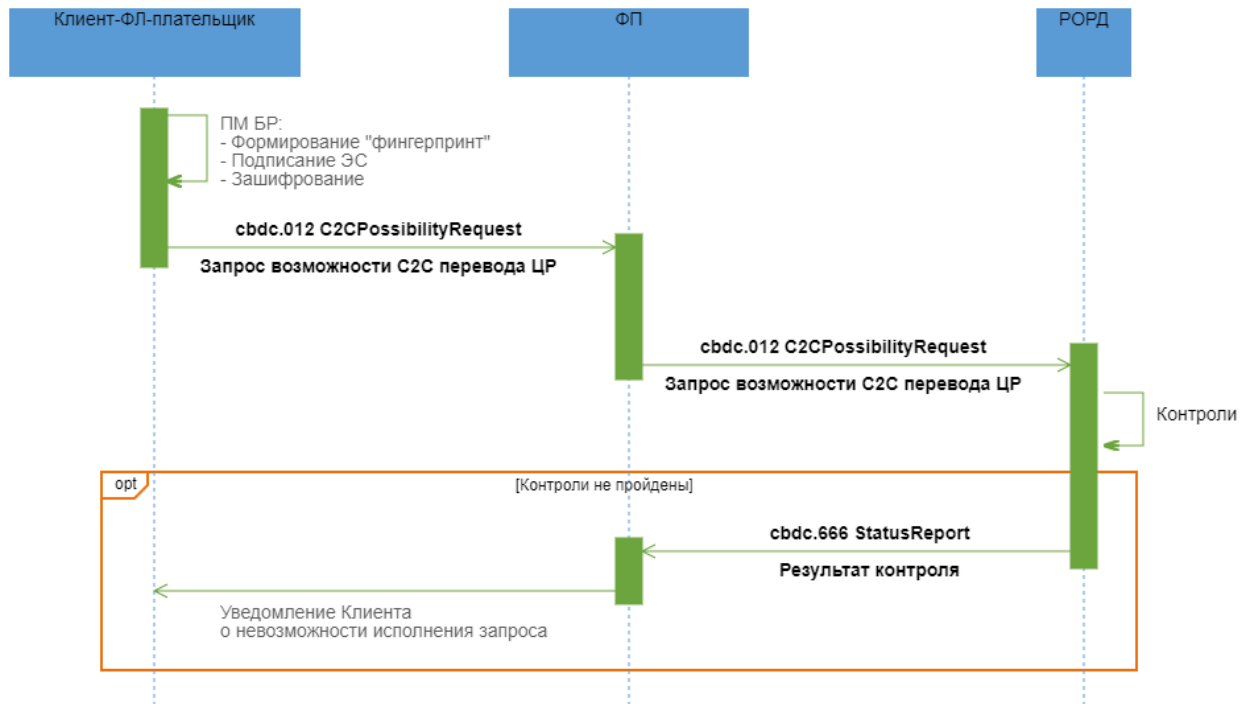 Клиент-ФЛ-плательщик
ФП
РОРД
ПМ БР:
- Формирование "фингерпринт"
- Подписание ЭС
- Зашифрование
cbdc.012 C2CPossibilityRequest
Запрос возможности С2С перевода ЦР
cbdc.012 C2CPossibilityRequest
Запрос возможности С2С перевода ЦР
Контроли
opt
[Контроли не пройдены]
cbdc.666 StatusReport
Результат контроля
Уведомление Клиента
о невозможности исполнения запроса